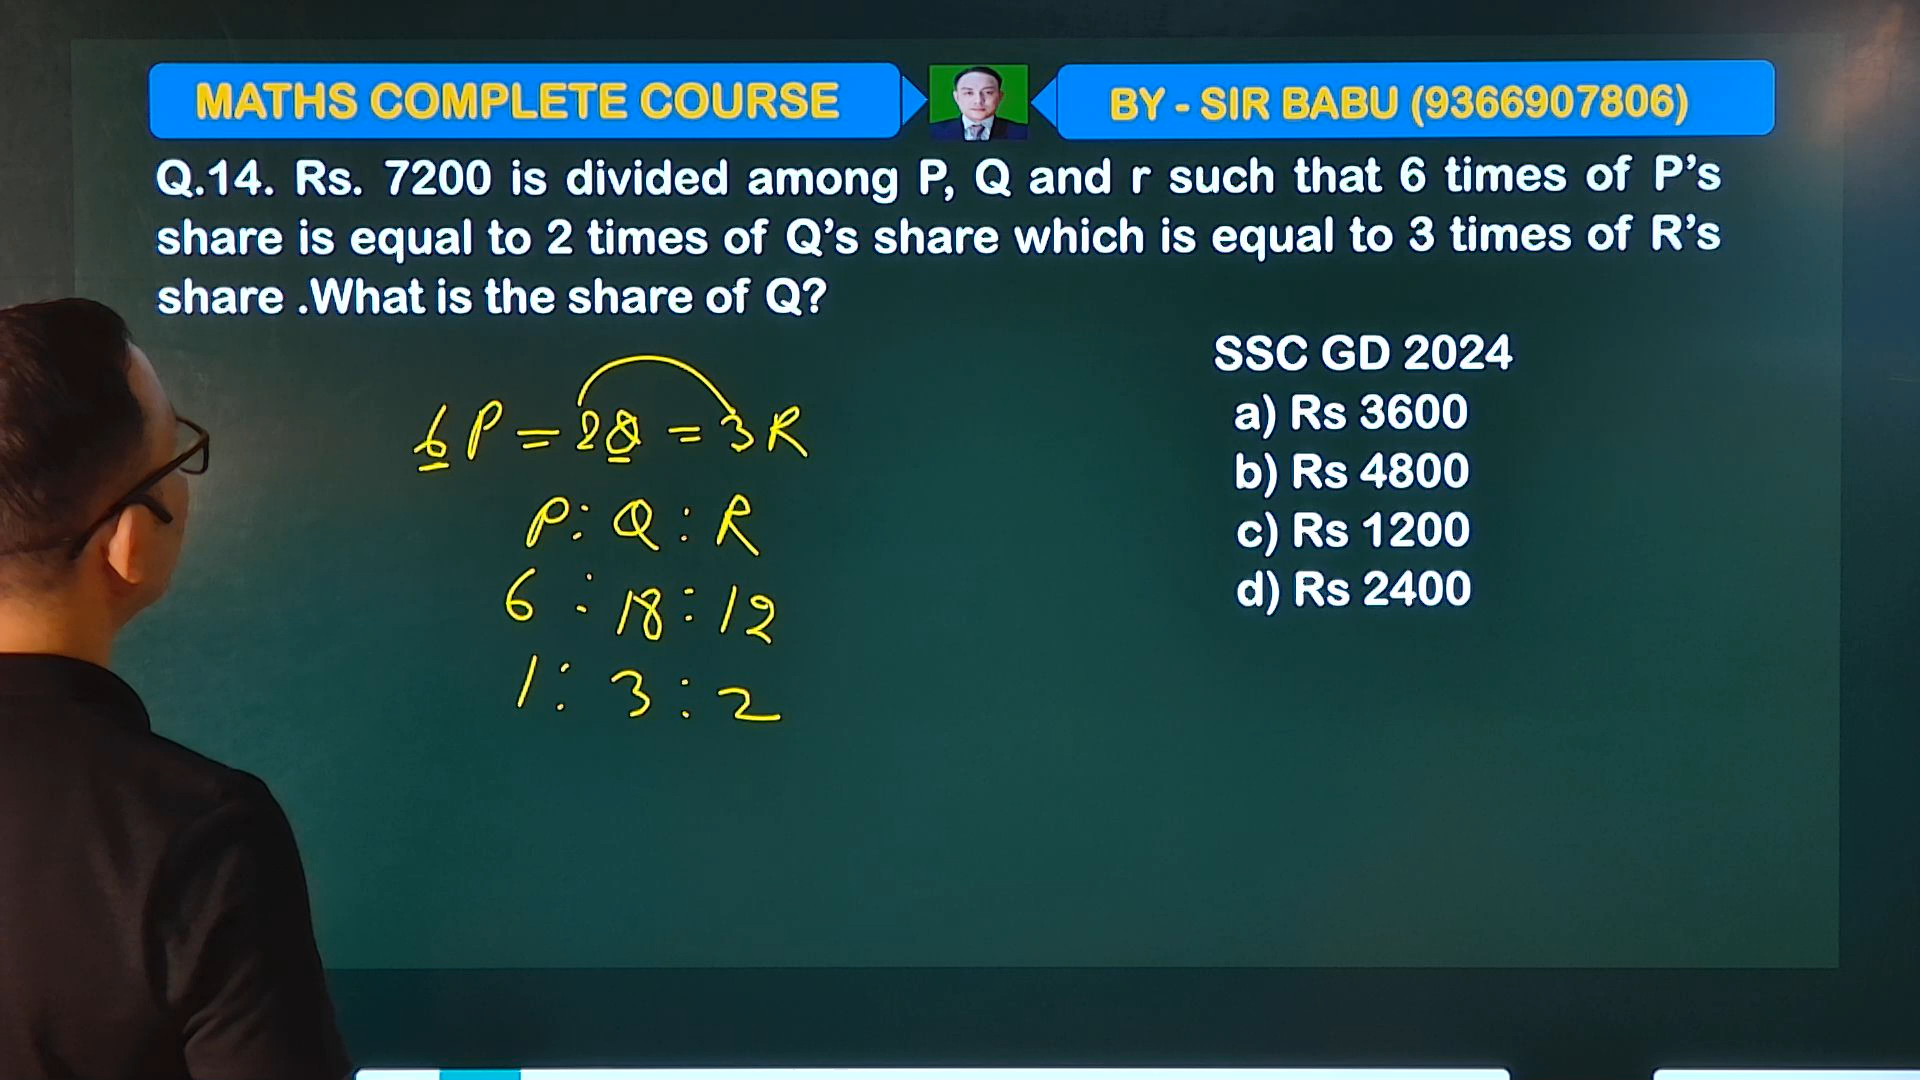 MATHS COMPLETE COURSE
BY - SIR BABU (9366907806)
Q.14. Rs. 7200 is divided among P, Q and r such that 6 times of P’s
share is equal to 2 times of Q’s share which is equal to 3 times of R’s
share .What is the share of Q?
SSC GD 2024
a) Rs 3600
b) Rs 4800
c) Rs 1200
d) Rs 2400
6P = 2Q = 3R
P : Q : R
6 : 18 : 12
1 : 3 : 2